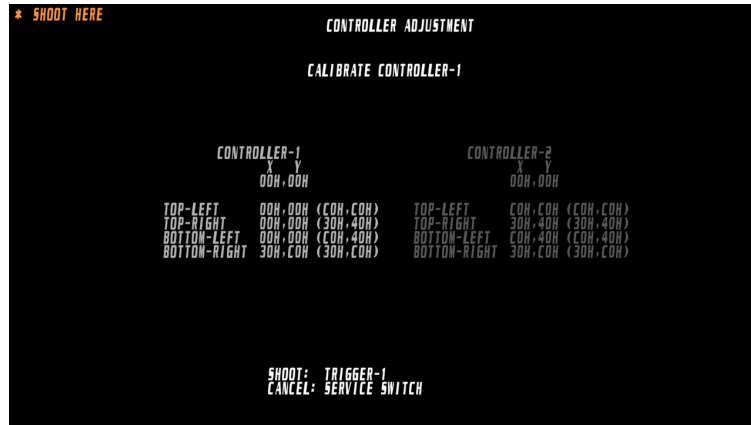 * SHOOT HERE
CONTROLLER ADJUSTMENT
CALIBRATE CONTROLLER-1
CONTROLLER-1 CONTROLLER-2
X Y X Y
00H,00H 00H,00H
TOP-LEFT 00H,00H (C0H,C0H) TOP-LEFT C0H,C0H (C0H,C0H)
TOP-RIGHT 00H,00H (30H,40H) TOP-RIGHT 30H,40H (30H,40H)
BOTTOM-LEFT 00H,00H (C0H,40H) BOTTOM-LEFT C0H,40H (C0H,40H)
BOTTOM-RIGHT 30H,C0H (30H,C0H) BOTTOM-RIGHT 30H,C0H (30H,C0H)
SHOOT: TRIGGER-1
CANCEL: SERVICE SWITCH